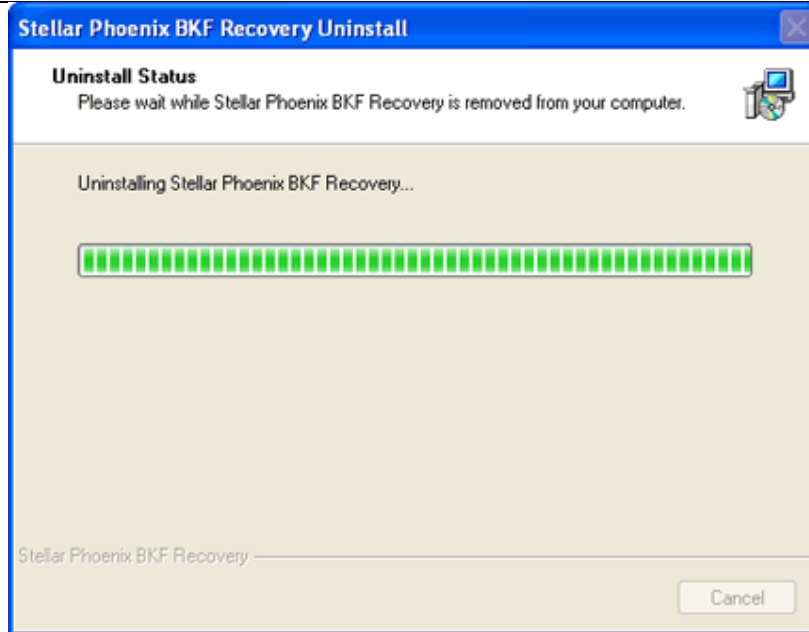 Stellar Phoenix BKF Recovery Uninstall
Uninstall Status
Please wait while Stellar Phoenix BKF Recovery is removed from your computer.
Uninstalling Stellar Phoenix BKF Recovery...
Stellar Phoenix BKF Recovery
Cancel